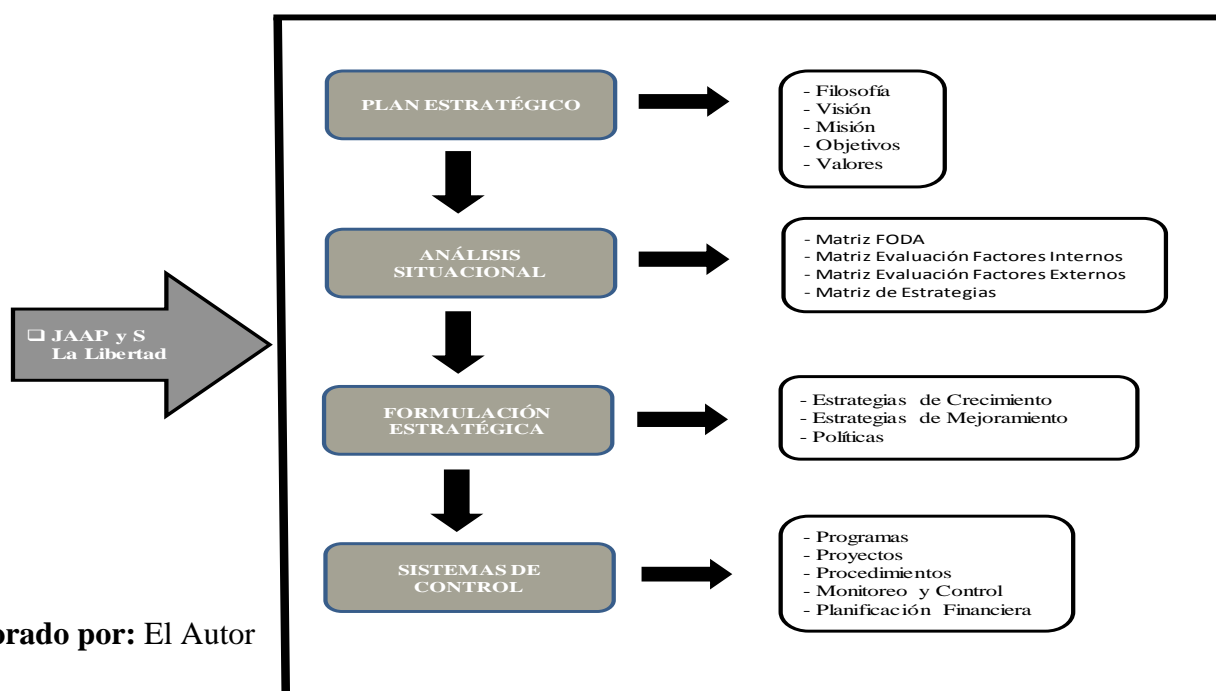 PLAN ESTRATÉGICO
- Filosofía
- Visión
- Misión
- Objetivos
- Valores
ANÁLISIS
SITUACIONAL
- Matriz FODA
- Matriz Evaluación Factores Internos
- Matriz Evaluación Factores Externos
- Matriz de Estrategias
❑ JAAP y S
La Libertad
FORMULACIÓN
ESTRATÉGICA
- Estrategias de Crecimiento
- Estrategias de Mejoramiento
- Políticas
SISTEMAS DE
CONTROL
- Programas
- Proyectos
- Procedimientos
- Monitoreo y Control
- Planificación Financiera
orado por: El Autor